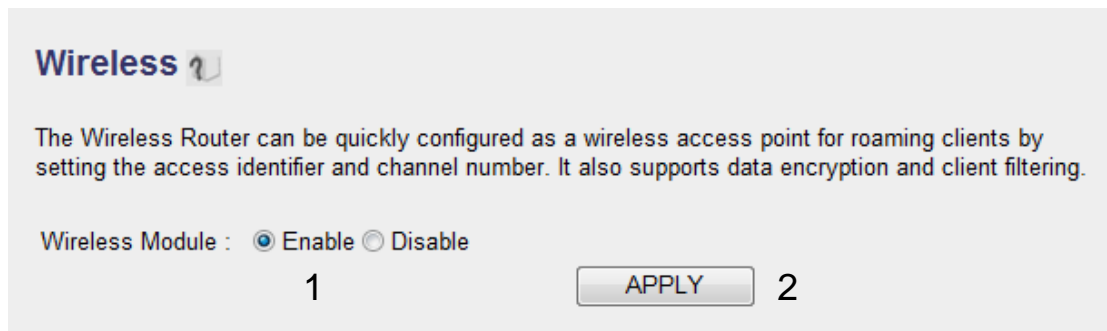 Wireless
The Wireless Router can be quickly configured as a wireless access point for roaming clients by
setting the access identifier and channel number. It also supports data encryption and client filtering.
Wireless Module : Enable Disable
1 APPLY 2